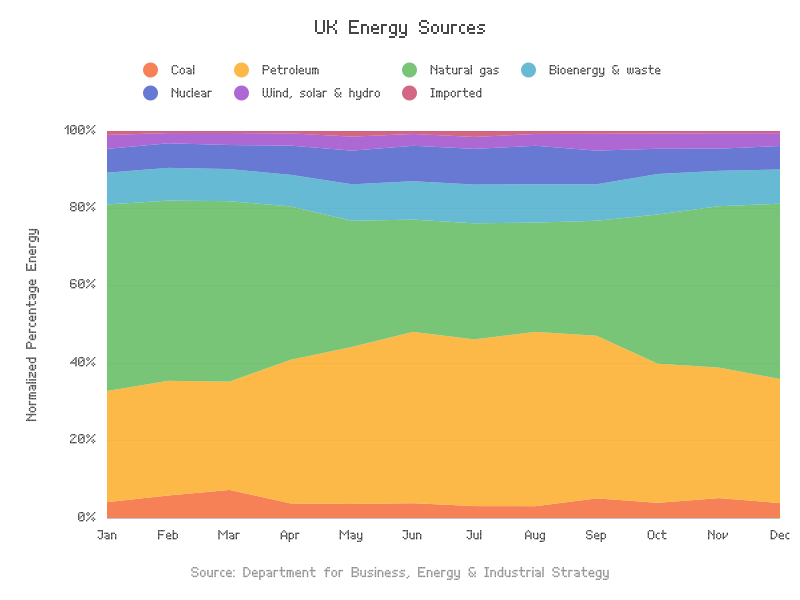 UK Energy Sources
Coal Petroleum Natural gas Bioenergy & waste
Nuclear Wind, solar & hydro Imported
Normalized Percentage Energy
100%
80%
60%
40%
20%
0%
Jan Feb Mar Apr May Jun Jul Aug Sep Oct Nov Dec
Source: Department for Business, Energy & Industrial Strategy